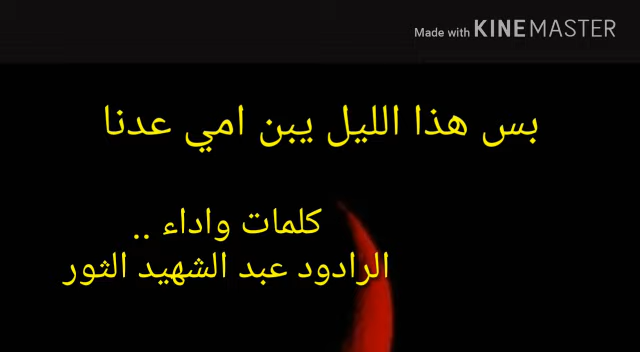 Made with KINEMASTER
بس هذا الليل يبن امي عدنا
كلمات واداء ..
الرادود عبد الشهيد الثور